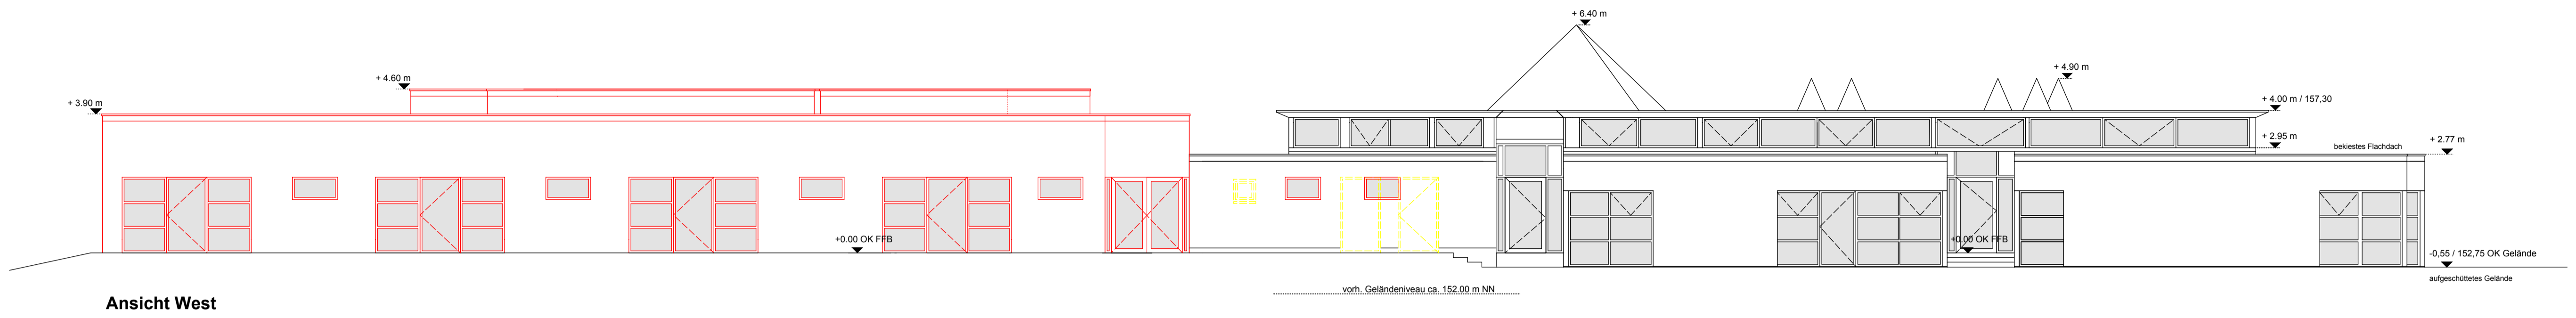 + 6.40 m
+ 4.60 m
+ 4.90 m
+ 3.90 m
+ 4.00 m / 157,30
+ 2.95 m
+ 2.77 m
bekiestes Flachdach
+0.00 OK FFB
+0.00 OK FFB
-0,55 / 152,75 OK Gelände
aufgeschüttetes Gelände
vorh. Geländeniveau ca. 152.00 m NN
Ansicht West